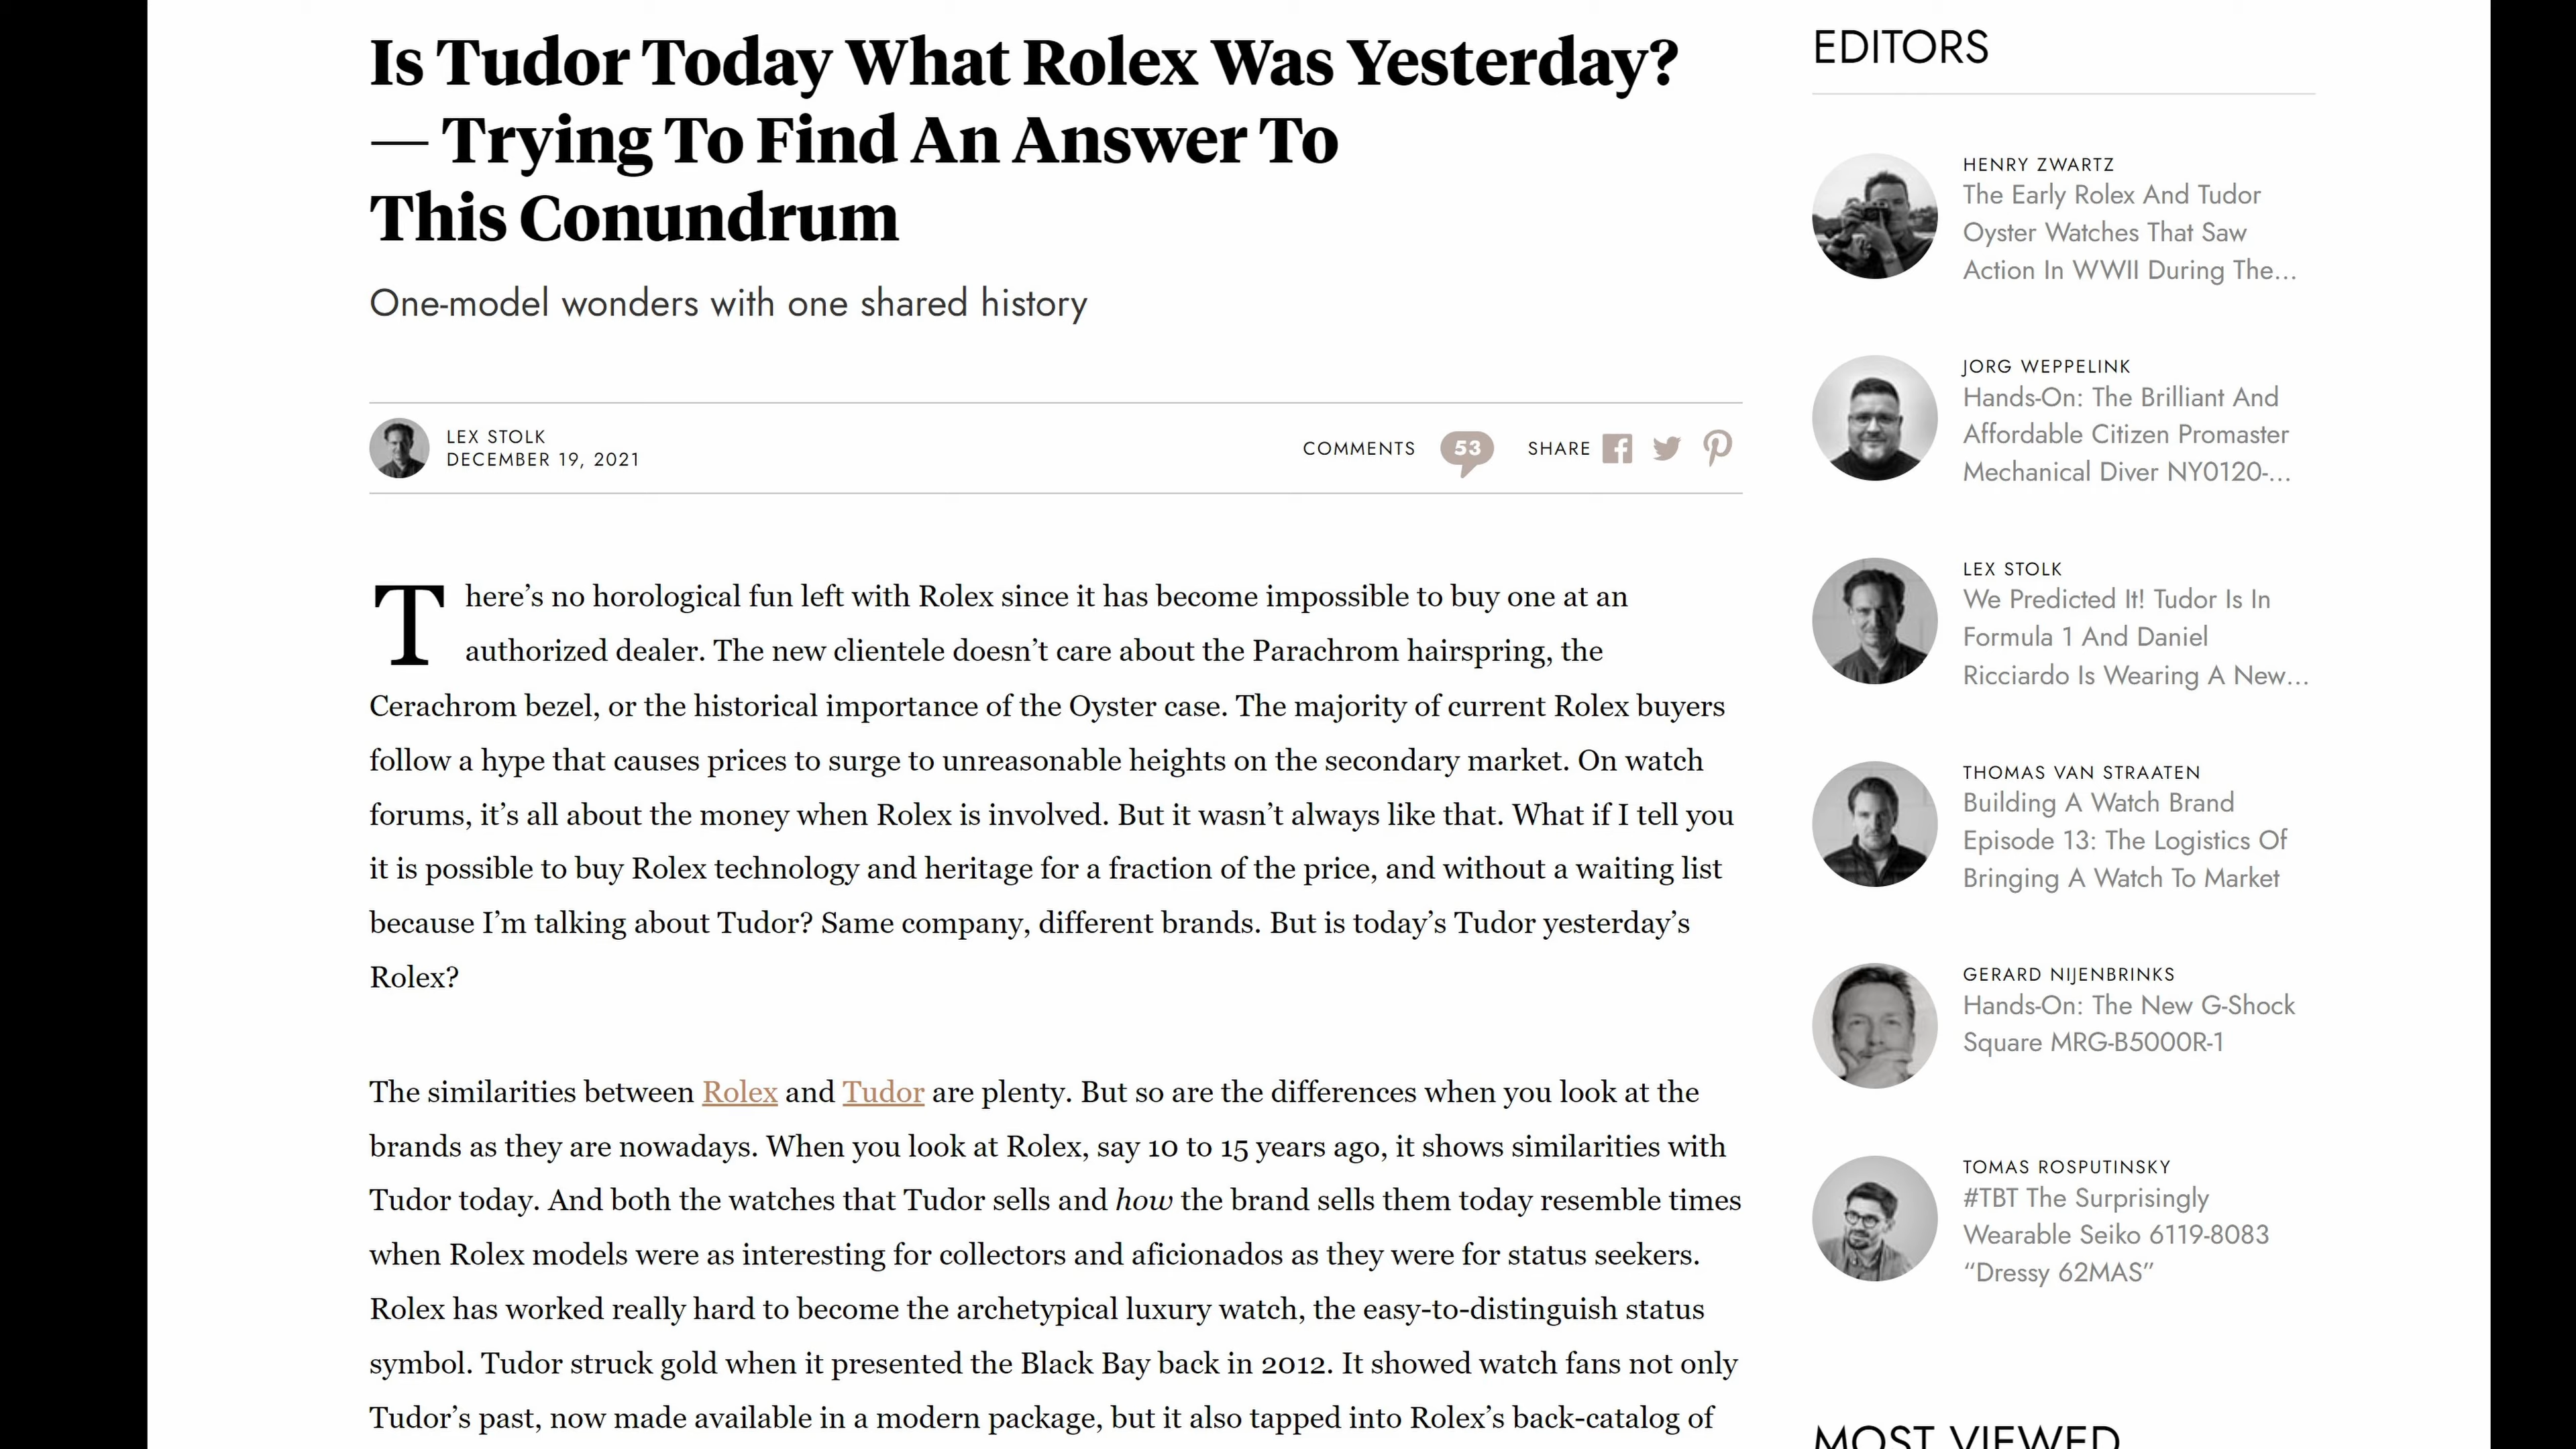 Is Tudor Today What Rolex Was Yesterday?
— Trying To Find An Answer To
This Conundrum
One-model wonders with one shared history
LEX STOLK
DECEMBER 19, 2021
COMMENTS 53 SHARE
There’s no horological fun left with Rolex since it has become impossible to buy one at an
authorized dealer. The new clientele doesn’t care about the Parachrom hairspring, the
Cerachrom bezel, or the historical importance of the Oyster case. The majority of current Rolex buyers
follow a hype that causes prices to surge to unreasonable heights on the secondary market. On watch
forums, it’s all about the money when Rolex is involved. But it wasn’t always like that. What if I tell you
it is possible to buy Rolex technology and heritage for a fraction of the price, and without a waiting list
because I’m talking about Tudor? Same company, different brands. But is today’s Tudor yesterday’s
Rolex?
The similarities between Rolex and Tudor are plenty. But so are the differences when you look at the
brands as they are nowadays. When you look at Rolex, say 10 to 15 years ago, it shows similarities with
Tudor today. And both the watches that Tudor sells and how the brand sells them today resemble times
when Rolex models were as interesting for collectors and aficionados as they were for status seekers.
Rolex has worked really hard to become the archetypical luxury watch, the easy-to-distinguish status
symbol. Tudor struck gold when it presented the Black Bay back in 2012. It showed watch fans not only
Tudor’s past, now made available in a modern package, but it also tapped into Rolex’s back-catalog of
EDITORS
HENRY ZWARTZ
The Early Rolex And Tudor
Oyster Watches That Saw
Action In WWII During The...
JORG WEPPELINK
Hands-On: The Brilliant And
Affordable Citizen Promaster
Mechanical Diver NY0120-...
LEX STOLK
We Predicted It! Tudor Is In
Formula 1 And Daniel
Ricciardo Is Wearing A New...
THOMAS VAN STRAATEN
Building A Watch Brand
Episode 13: The Logistics Of
Bringing A Watch To Market
GERARD NIJENBRINKS
Hands-On: The New G-Shock
Square MRG-B5000R-1
TOMAS ROSPUTINSKY
#TBT The Surprisingly
Wearable Seiko 6119-8083
“Dressy 62MAS”
MOST VIEWED